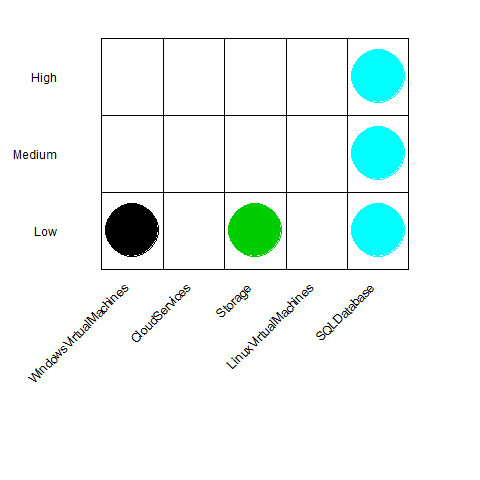 High
Medium
Low
WindowsVirtualMachines
CloudServices
Storage
LinuxVirtualMachines
SQLDatabase